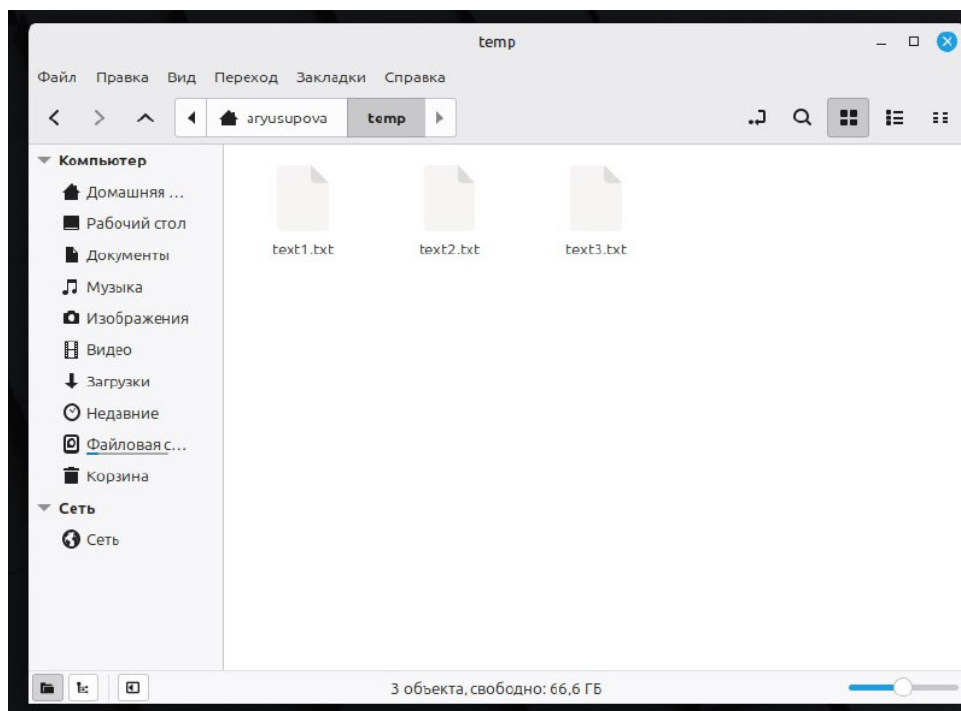 temp
Файл Правка Вид Переход Закладки Справка
aryusupova temp
Компьютер
Домашняя ...
Рабочий стол
Документы
Музыка
Изображения
Видео
Загрузки
Недавние
Файловая с...
Корзина
Сеть
Сеть
text1.txt text2.txt text3.txt
3 объекта, свободно: 66,6 ГБ